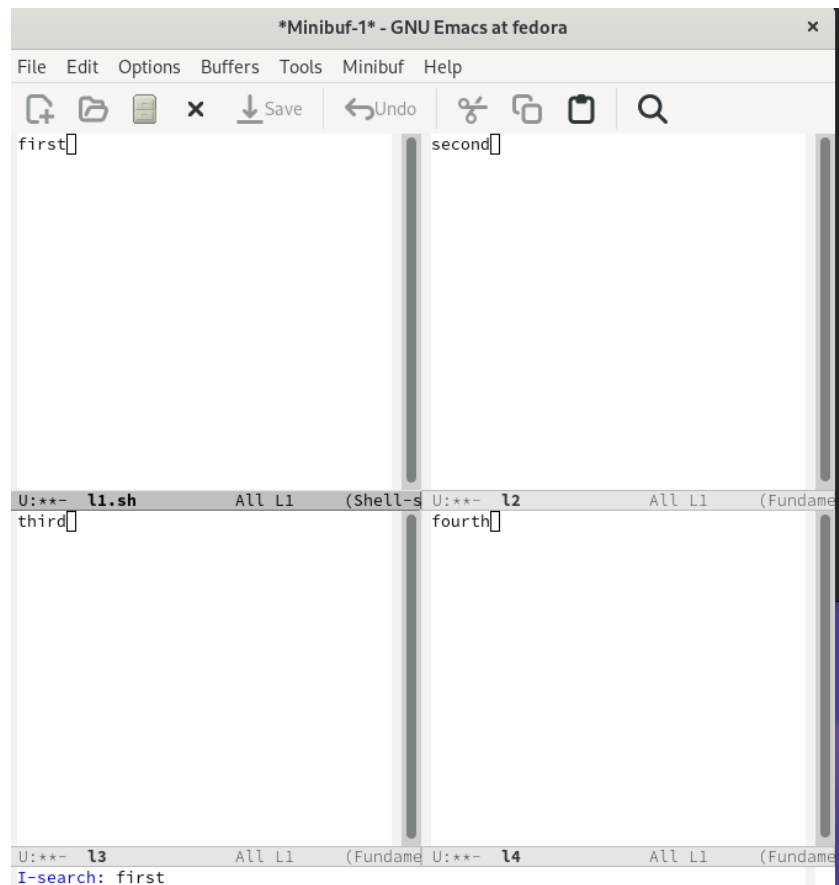 *Minibuf-1* - GNU Emacs at fedora
File Edit Options Buffers Tools Minibuf Help
Save Undo
first
second
U:**- l1.sh All L1 (Shell-s
U:**- l2 All L1 (Fundame
third
fourth
U:**- l3 All L1 (Fundame
U:**- l4 All L1 (Fundame
I-search: first